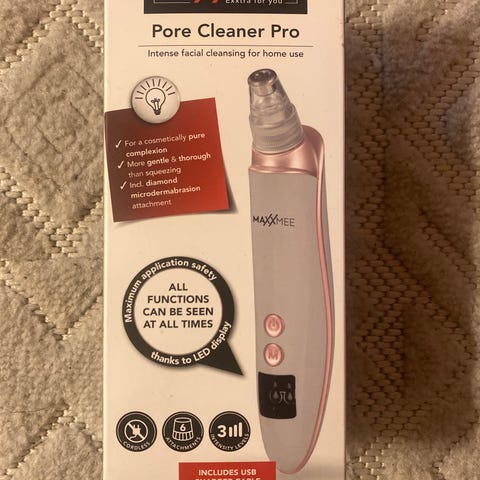 Exxtra for you
Pore Cleaner Pro
Intense facial cleansing for home use
For a cosmetically pure
complexion
More gentle & thorough
than squeezing
Incl. diamond
microdermabrasion
attachment
MAXXMEE
Maximum application safety
ALL
FUNCTIONS
CAN BE SEEN
AT ALL TIMES
thanks to LED display
M
CORDLESS
6
ATTACHMENTS
3
INTENSITY LEVELS
INCLUDES USB
CHARGER CABLE